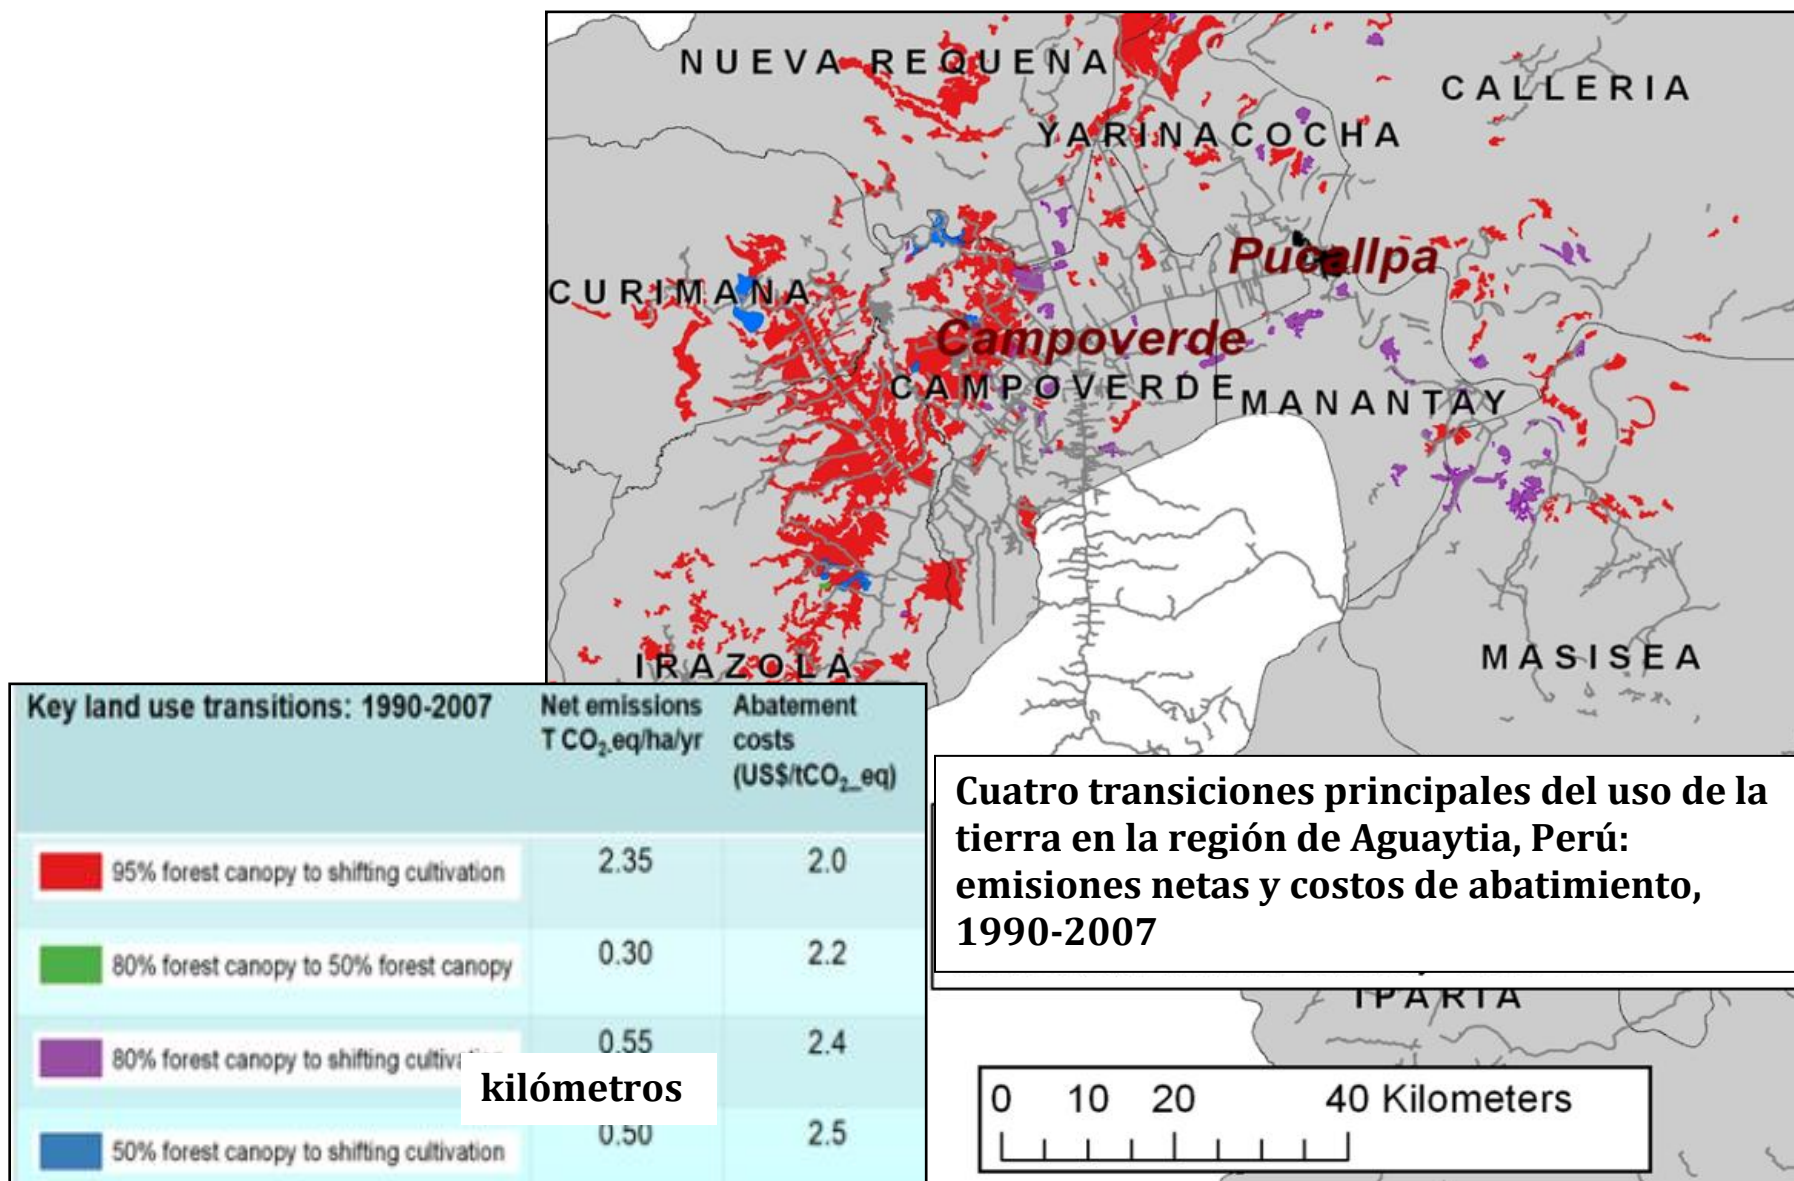 NUEVA REQUENA
CALLERIA
YARINACOCHA
Pucallpa
CURIMANA
Campoverde
CAMPOVERDE
MANANTAY
MASISEA
IRAZOLA
Key land use transitions: 1990-2007
Net emissions
T CO₂.eq/ha/yr
Abatement
costs
(US$/tCO₂_eq)
95% forest canopy to shifting cultivation 2.35 2.0
80% forest canopy to 50% forest canopy 0.30 2.2
80% forest canopy to shifting cultivation 0.55 2.4
50% forest canopy to shifting cultivation 0.50 2.5
kilómetros
Cuatro transiciones principales del uso de la
tierra en la región de Aguaytia, Perú:
emisiones netas y costos de abatimiento,
1990-2007
IPARIA
0 10 20 40 Kilometers